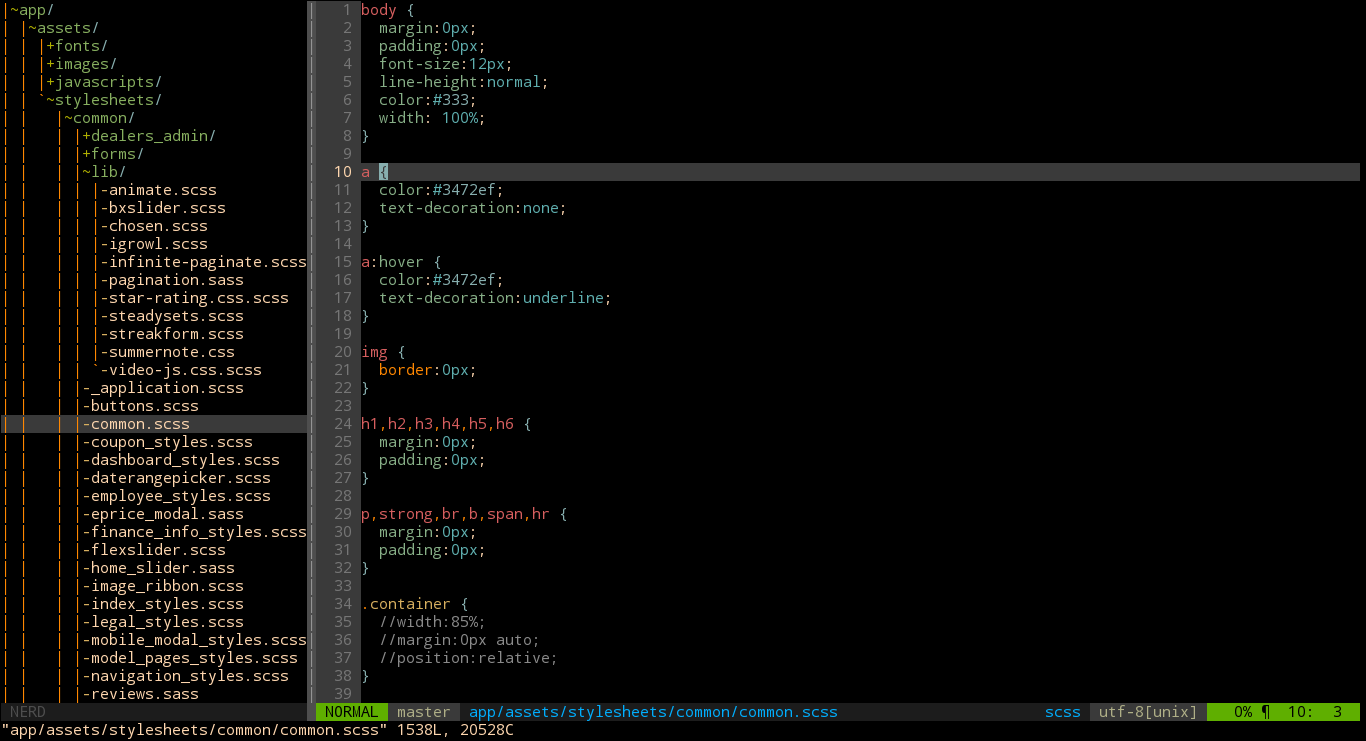 |~app/
| |~assets/
| | |+fonts/
| | |+images/
| | |+javascripts/
| | `~stylesheets/
| |   |~common/
| |   | |+dealers_admin/
| |   | |+forms/
| |   | |~lib/
| |   | | |-animate.scss
| |   | | |-bxslider.scss
| |   | | |-chosen.scss
| |   | | |-igrowl.scss
| |   | | |-infinite-paginate.scss
| |   | | |-pagination.sass
| |   | | |-star-rating.css.scss
| |   | | |-steadysets.scss
| |   | | |-streakform.scss
| |   | | |-summernote.css
| |   | | `-video-js.css.scss
| |   | |-_application.scss
| |   | |-buttons.scss
| |   | |-common.scss
| |   | |-coupon_styles.scss
| |   | |-dashboard_styles.scss
| |   | |-daterangepicker.scss
| |   | |-employee_styles.scss
| |   | |-eprice_modal.sass
| |   | |-finance_info_styles.scss
| |   | |-flexslider.scss
| |   | |-home_slider.sass
| |   | |-image_ribbon.scss
| |   | |-index_styles.scss
| |   | |-legal_styles.scss
| |   | |-mobile_modal_styles.scss
| |   | |-model_pages_styles.scss
| |   | |-navigation_styles.scss
| |   | |-reviews.sass
1 body {
2   margin:0px;
3   padding:0px;
4   font-size:12px;
5   line-height:normal;
6   color:#333;
7   width: 100%;
8 }
9
10 a {
11   color:#3472ef;
12   text-decoration:none;
13 }
14
15 a:hover {
16   color:#3472ef;
17   text-decoration:underline;
18 }
19
20 img {
21   border:0px;
22 }
23
24 h1,h2,h3,h4,h5,h6 {
25   margin:0px;
26   padding:0px;
27 }
28
29 p,strong,br,b,span,hr {
30   margin:0px;
31   padding:0px;
32 }
33
34 .container {
35   //width:85%;
36   //margin:0px auto;
37   //position:relative;
38 }
39
NERD NORMAL master app/assets/stylesheets/common/common.scss scss utf-8[unix] 0% ¶ 10: 3
"app/assets/stylesheets/common/common.scss" 1538L, 20528C